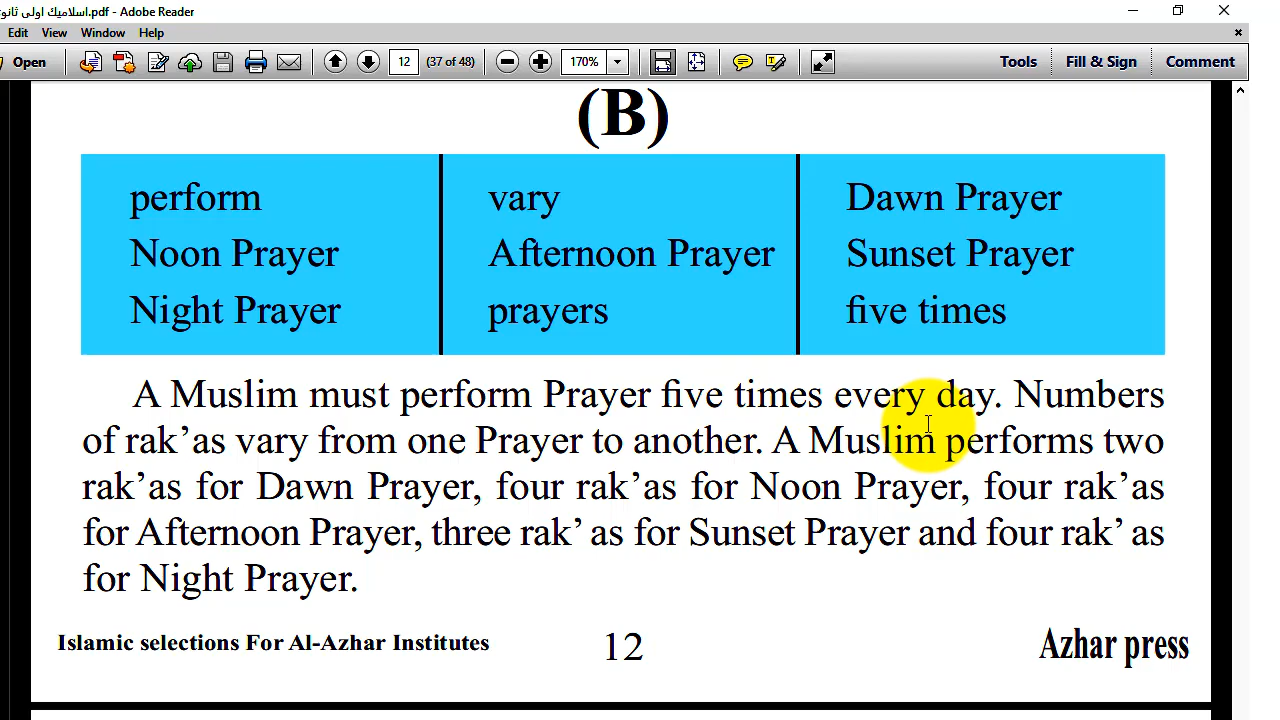 اسلاميك اولى ثانو.pdf - Adobe Reader
Edit View Window Help
Open 12 (37 of 48) 170% Tools Fill & Sign Comment
(B)
perform vary Dawn Prayer
Noon Prayer Afternoon Prayer Sunset Prayer
Night Prayer prayers five times
A Muslim must perform Prayer five times every day. Numbers
of rak’as vary from one Prayer to another. A Muslim performs two
rak’as for Dawn Prayer, four rak’as for Noon Prayer, four rak’as
for Afternoon Prayer, three rak’ as for Sunset Prayer and four rak’ as
for Night Prayer.
Islamic selections For Al-Azhar Institutes 12 Azhar press